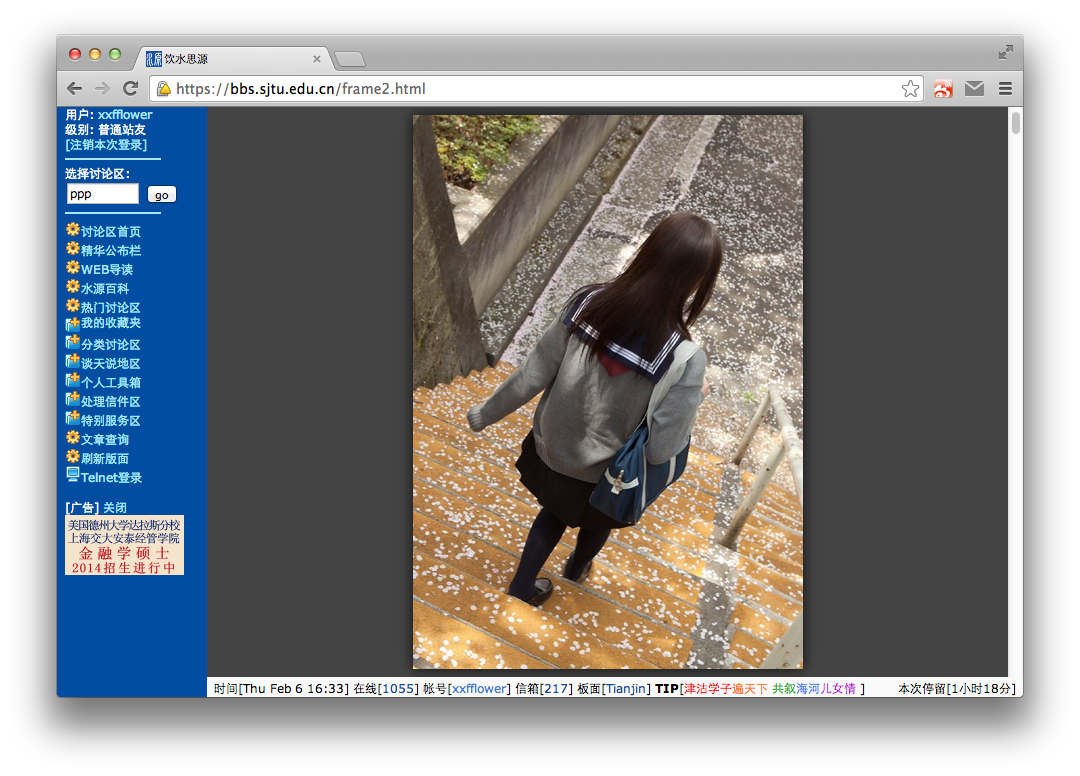 饮水思源
https://bbs.sjtu.edu.cn/frame2.html
用户: xxfflower
级别: 普通站友
[注销本次登录]
选择讨论区:
ppp go
讨论区首页
精华公布栏
WEB导读
水源百科
热门讨论区
我的收藏夹
分类讨论区
谈天说地区
个人工具箱
处理信件区
特别服务区
文章查询
刷新版面
Telnet登录
[广告] 关闭
美国德州大学达拉斯分校
上海交大安泰经管学院
金融学硕士
2014招生进行中
时间[Thu Feb 6 16:33] 在线[1055] 帐号[xxfflower] 信箱[217] 板面[Tianjin] TIP[津沽学子遍天下 共叙海河儿女情 ] 本次停留[1小时18分]